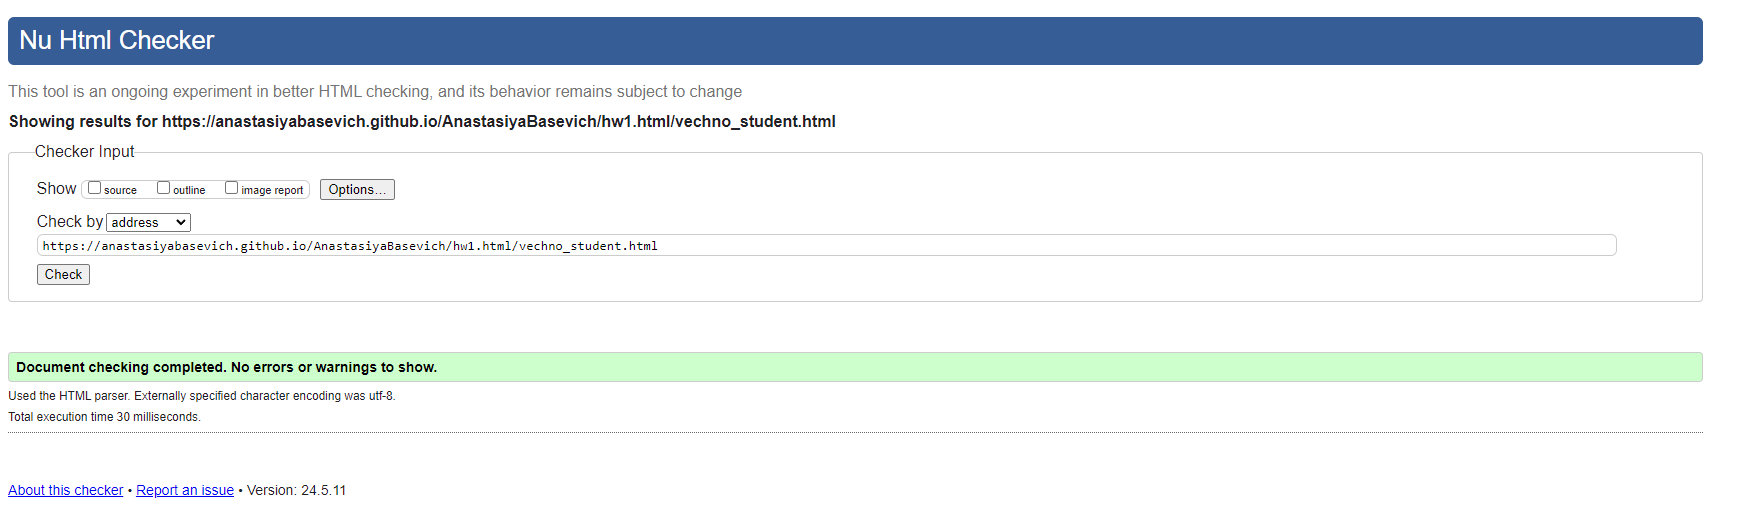 Nu Html Checker
This tool is an ongoing experiment in better HTML checking, and its behavior remains subject to change
Showing results for https://anastasiyabasevich.github.io/AnastasiyaBasevich/hw1.html/vechno_student.html
Checker Input
Show source outline image report Options...
Check by address
https://anastasiyabasevich.github.io/AnastasiyaBasevich/hw1.html/vechno_student.html
Check
Document checking completed. No errors or warnings to show.
Used the HTML parser. Externally specified character encoding was utf-8.
Total execution time 30 milliseconds.
About this checker • Report an issue • Version: 24.5.11